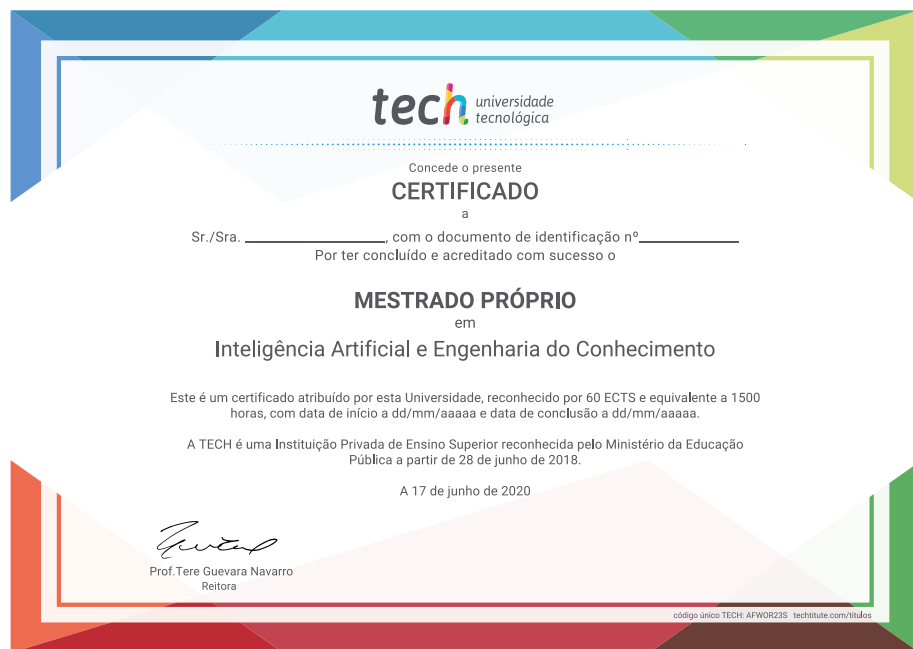 tech universidade
tecnológica
Concede o presente
CERTIFICADO
a
Sr./Sra. ____________, com o documento de identificação nº____________
Por ter concluído e acreditado com sucesso o
MESTRADO PRÓPRIO
em
Inteligência Artificial e Engenharia do Conhecimento
Este é um certificado atribuído por esta Universidade, reconhecido por 60 ECTS e equivalente a 1500
horas, com data de início a dd/mm/aaaaa e data de conclusão a dd/mm/aaaaa.
A TECH é uma Instituição Privada de Ensino Superior reconhecida pelo Ministério da Educação
Pública a partir de 28 de junho de 2018.
A 17 de junho de 2020
Prof.Tere Guevara Navarro
Reitora
código único TECH: AFWOR23S techtitute.com/titulos